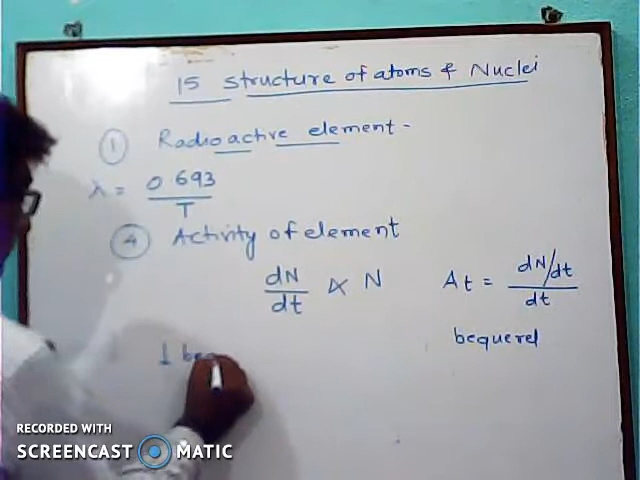 15 structure of atoms & Nuclei
① Radioactive element -
λ = 0.693 / T
④ Activity of element
dN/dt ∝ N
At = dN/dt / dt
bequerel
1 beq
RECORDED WITH
SCREENCAST MATIC